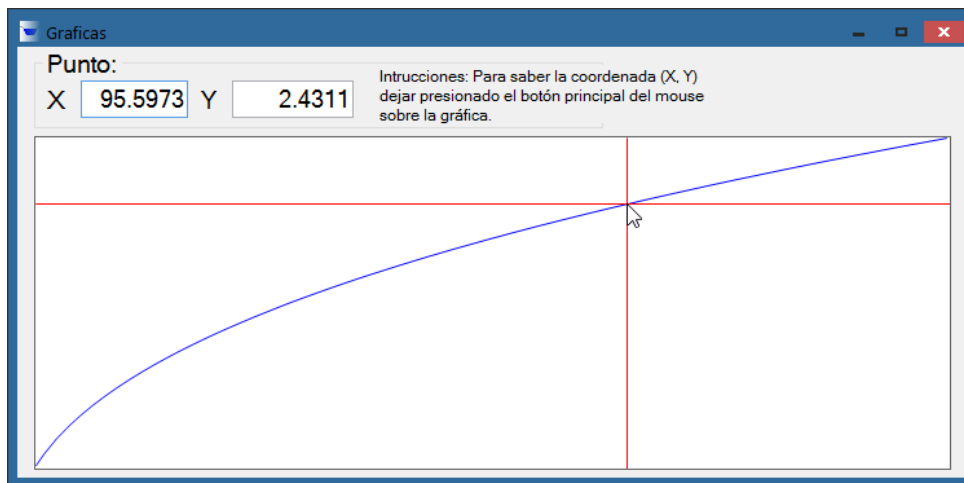 Graficas
Punto:
X 95.5973 Y 2.4311
Intrucciones: Para saber la coordenada (X, Y)
dejar presionado el botón principal del mouse
sobre la gráfica.